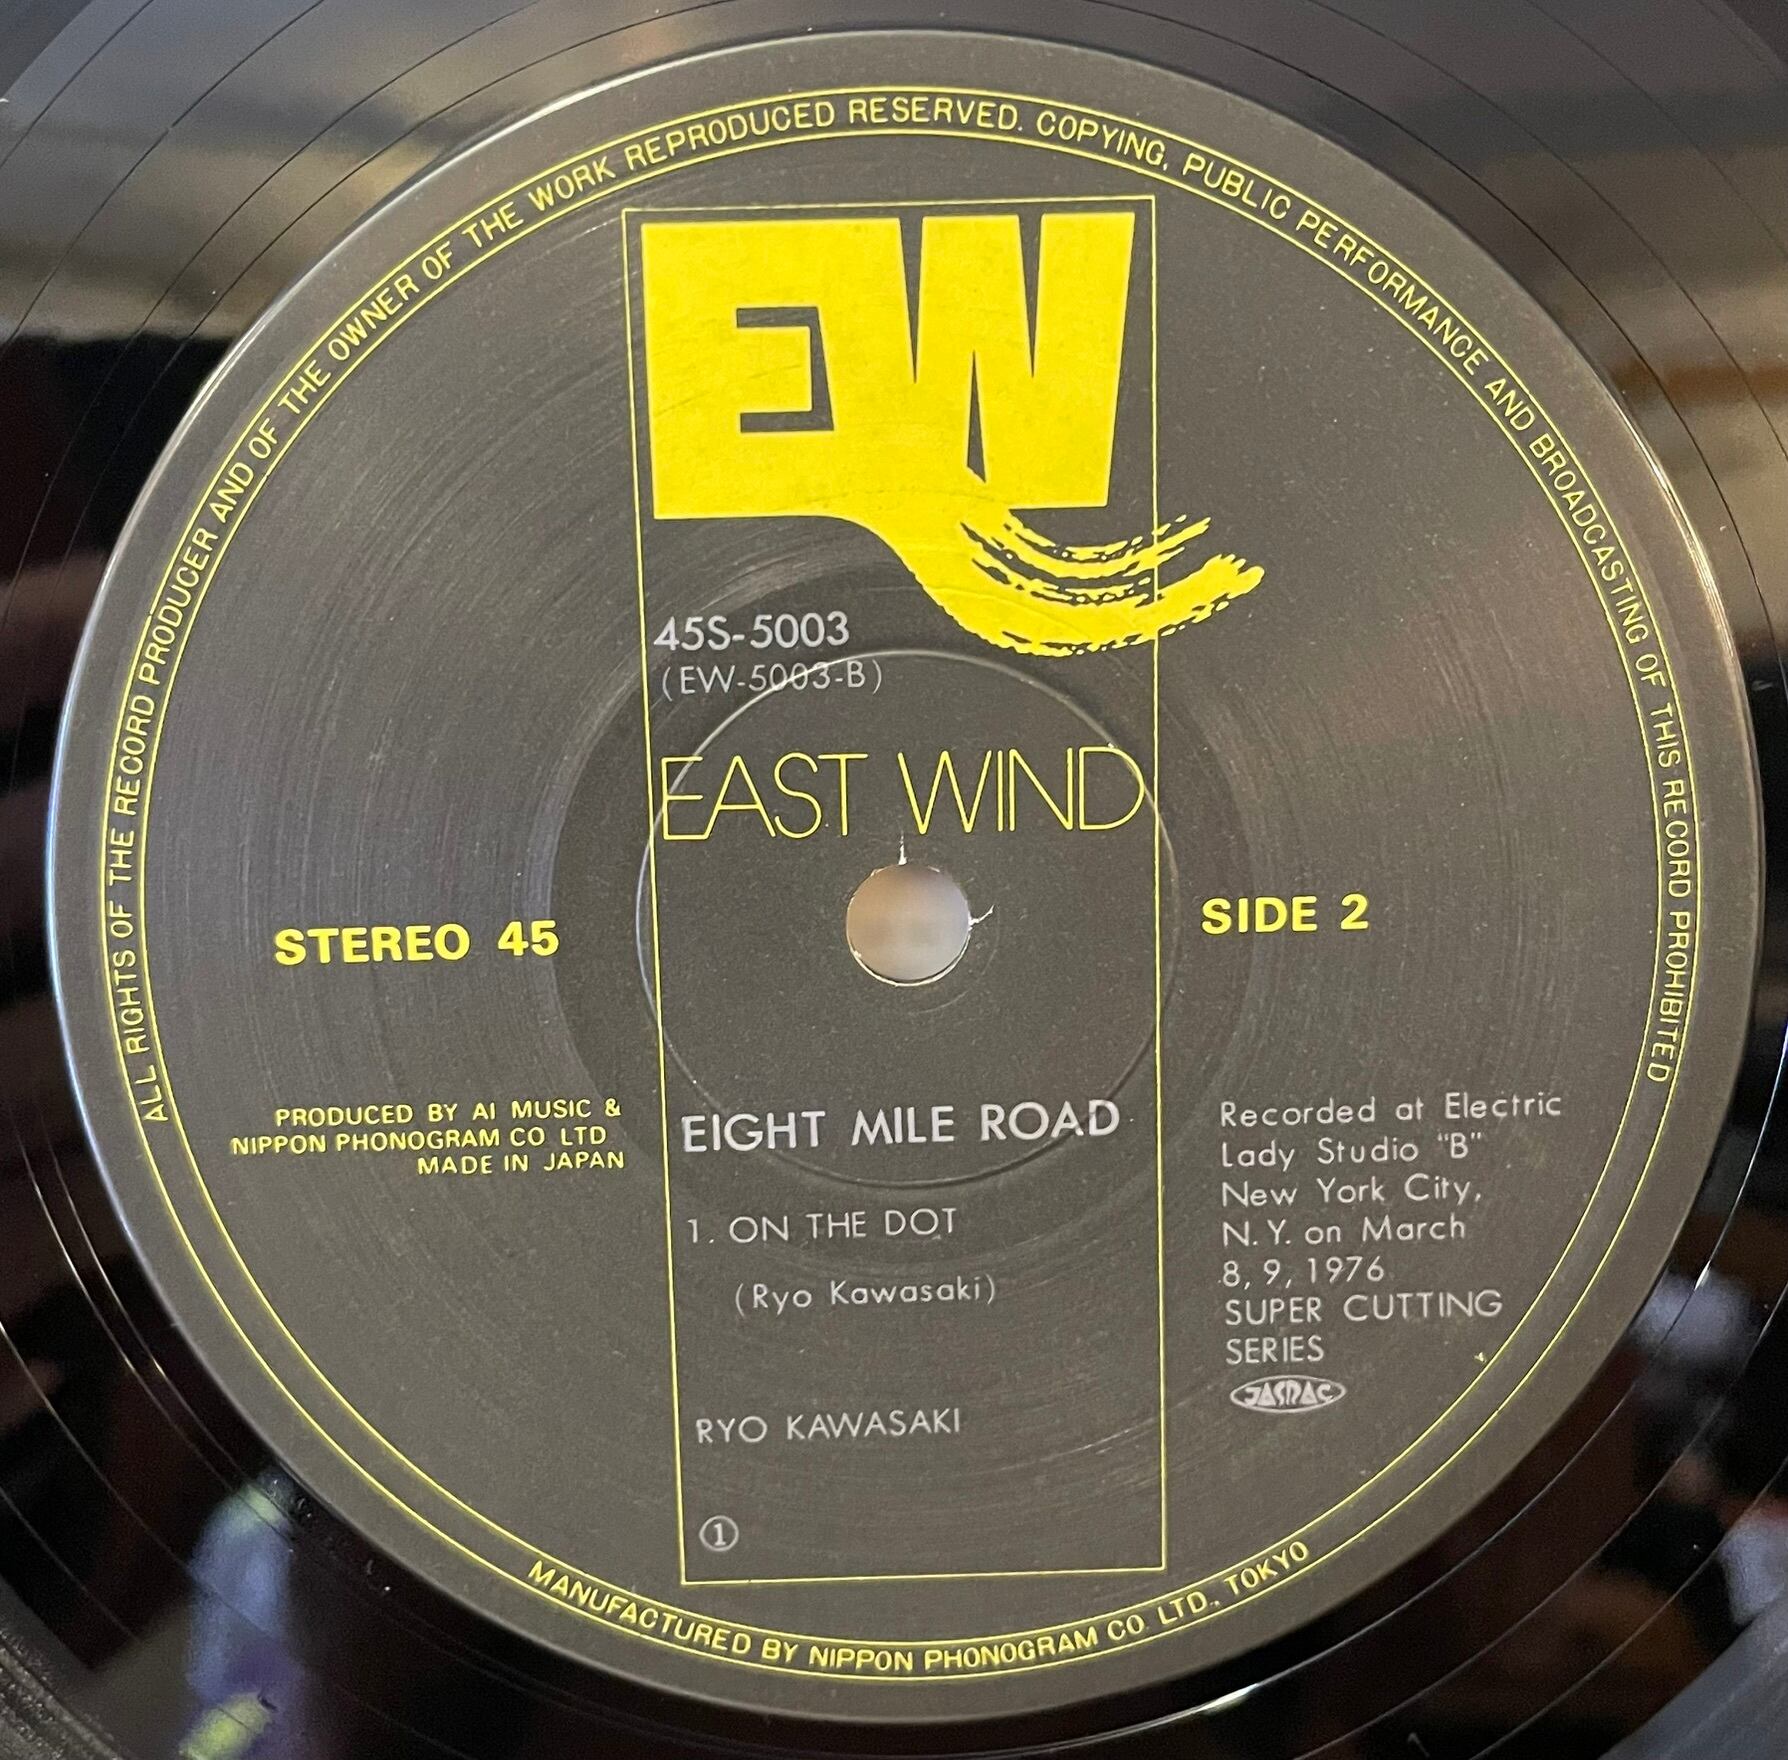 ALL RIGHTS OF THE RECORD PRODUCER AND OF THE OWNER OF THE WORK REPRODUCED RESERVED. COPYING, PUBLIC PERFORMANCE AND BROADCASTING OF THIS RECORD PROHIBITED
EW
45S-5003
(EW-5003-B)
EAST WIND
STEREO 45
SIDE 2
PRODUCED BY AI MUSIC &
NIPPON PHONOGRAM CO. LTD
MADE IN JAPAN
EIGHT MILE ROAD
1. ON THE DOT
(Ryo Kawasaki)
RYO KAWASAKI
①
Recorded at Electric
Lady Studio "B"
New York City,
N.Y. on March
8, 9, 1976
SUPER CUTTING
SERIES
JASRAC
MANUFACTURED BY NIPPON PHONOGRAM CO. LTD., TOKYO